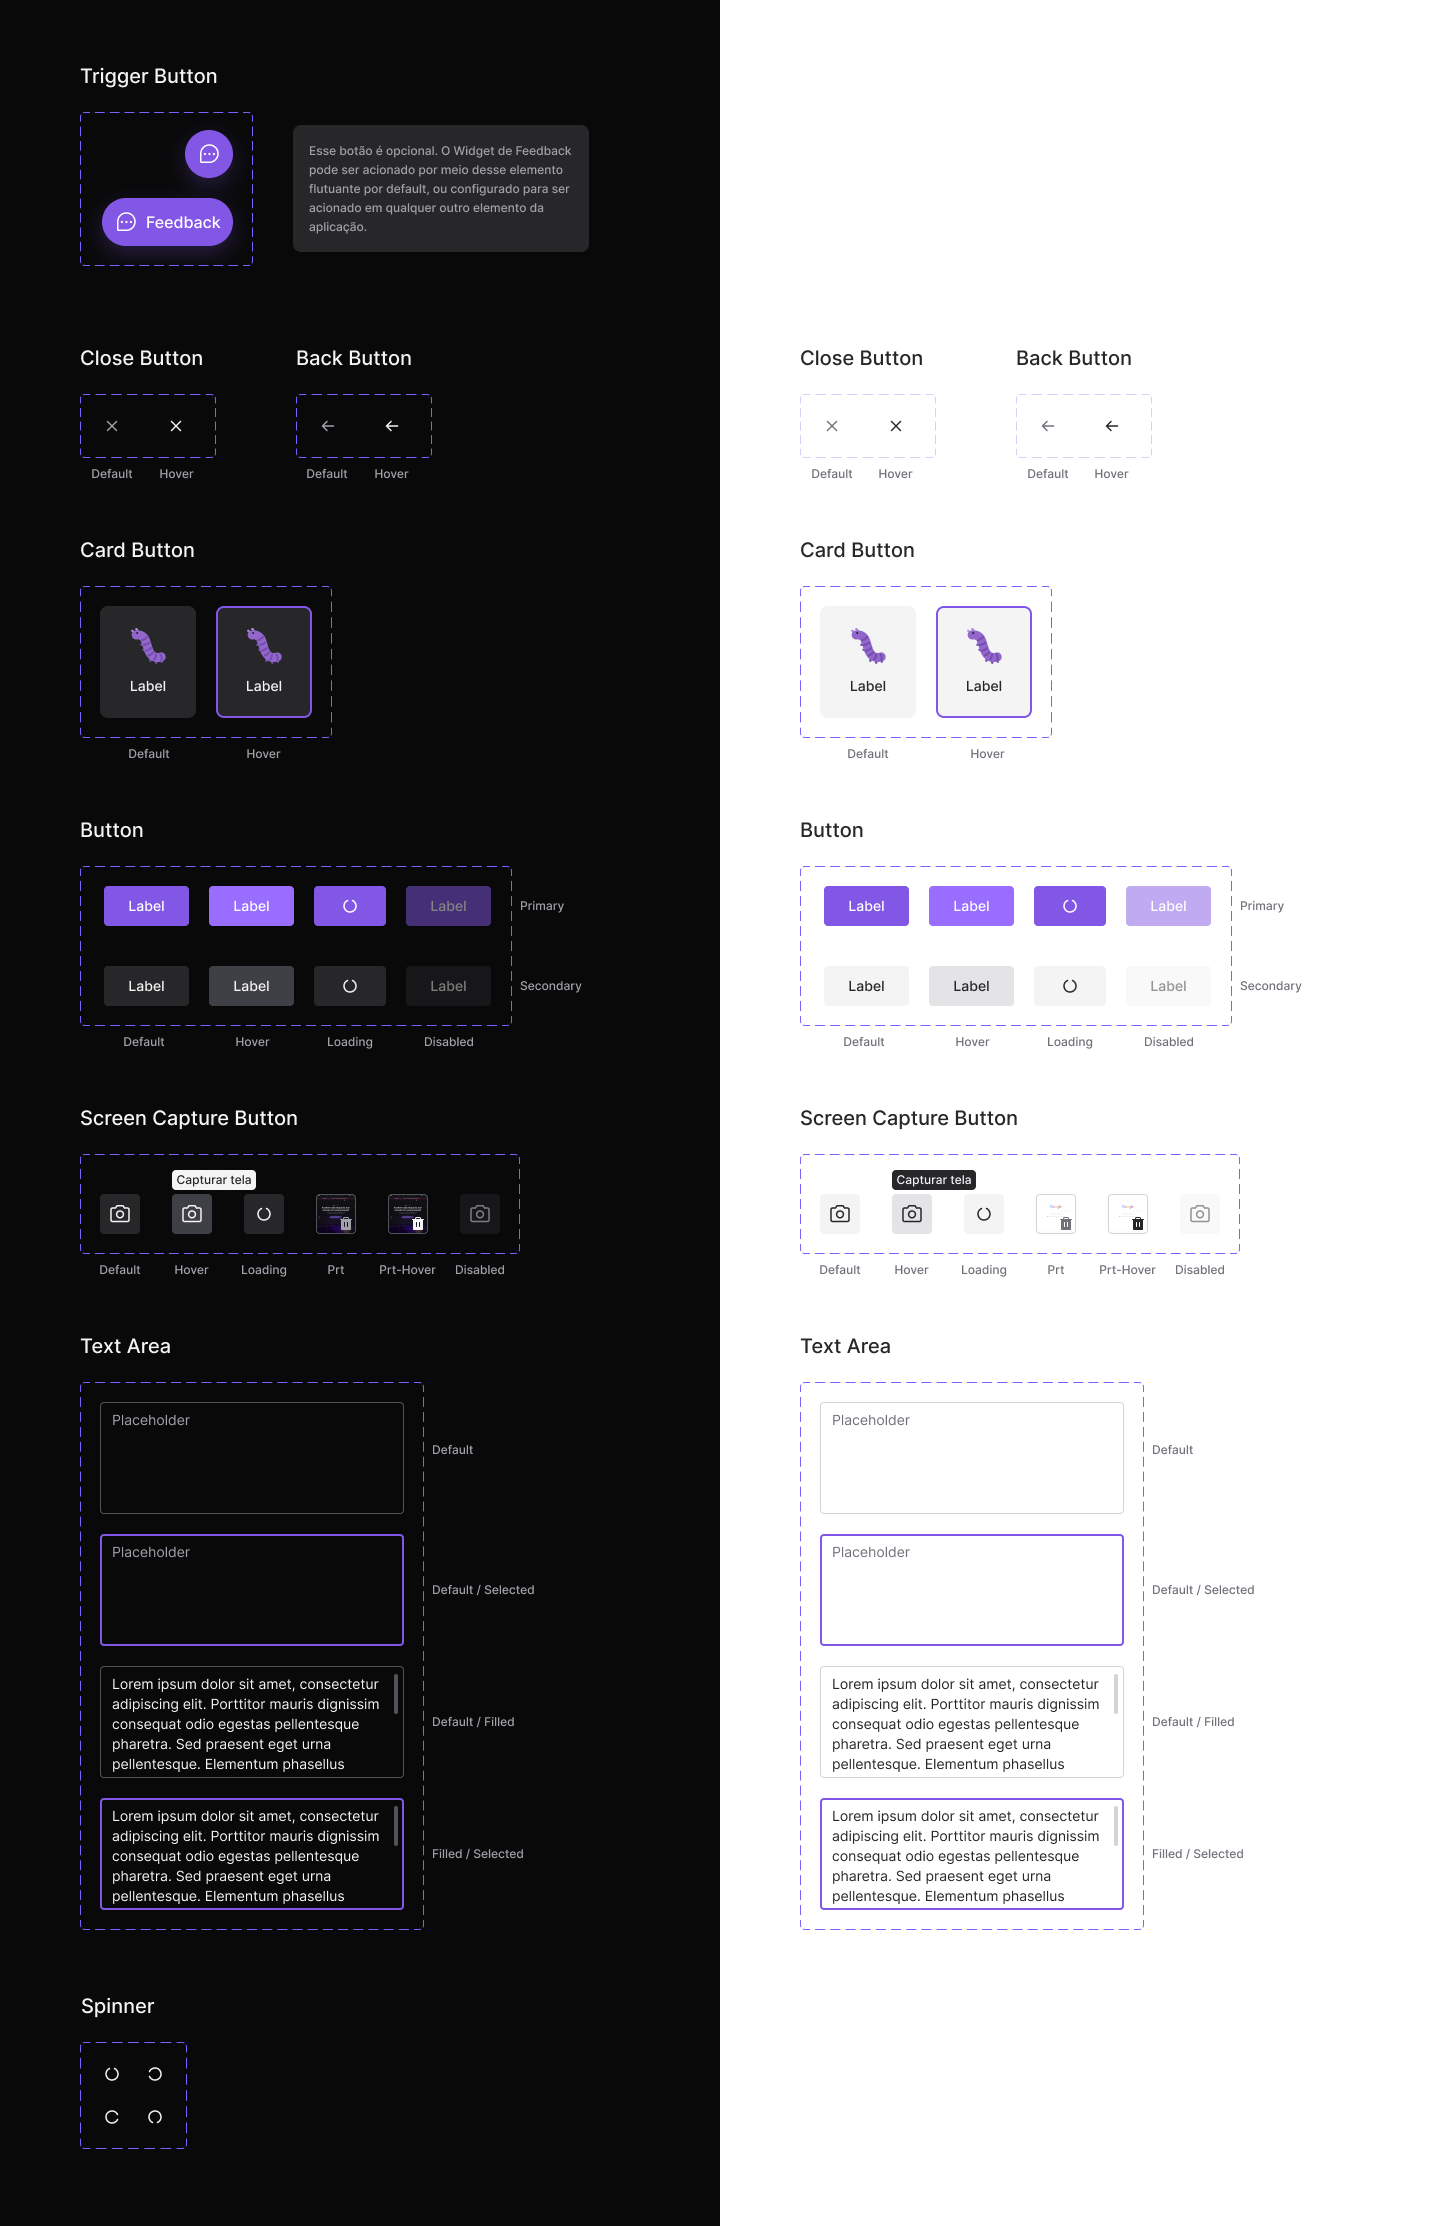 Trigger Button
Feedback
Esse botão é opcional. O Widget de Feedback
pode ser acionado por meio desse elemento
flutuante por default, ou configurado para ser
acionado em qualquer outro elemento da
aplicação.
Close Button
Default Hover
Back Button
Default Hover
Card Button
Label Label
Default Hover
Button
Label Label Label Primary
Label Label Label Secondary
Default Hover Loading Disabled
Screen Capture Button
Capturar tela
Default Hover Loading Prt Prt-Hover Disabled
Text Area
Placeholder
Default
Placeholder
Default / Selected
Lorem ipsum dolor sit amet, consectetur
adipiscing elit. Porttitor mauris dignissim
consequat odio egestas pellentesque
pharetra. Sed praesent eget urna
pellentesque. Elementum phasellus
Default / Filled
Lorem ipsum dolor sit amet, consectetur
adipiscing elit. Porttitor mauris dignissim
consequat odio egestas pellentesque
pharetra. Sed praesent eget urna
pellentesque. Elementum phasellus
Filled / Selected
Spinner
Close Button
Default Hover
Back Button
Default Hover
Card Button
Label Label
Default Hover
Button
Label Label Label Primary
Label Label Label Secondary
Default Hover Loading Disabled
Screen Capture Button
Capturar tela
Default Hover Loading Prt Prt-Hover Disabled
Text Area
Placeholder
Default
Placeholder
Default / Selected
Lorem ipsum dolor sit amet, consectetur
adipiscing elit. Porttitor mauris dignissim
consequat odio egestas pellentesque
pharetra. Sed praesent eget urna
pellentesque. Elementum phasellus
Default / Filled
Lorem ipsum dolor sit amet, consectetur
adipiscing elit. Porttitor mauris dignissim
consequat odio egestas pellentesque
pharetra. Sed praesent eget urna
pellentesque. Elementum phasellus
Filled / Selected